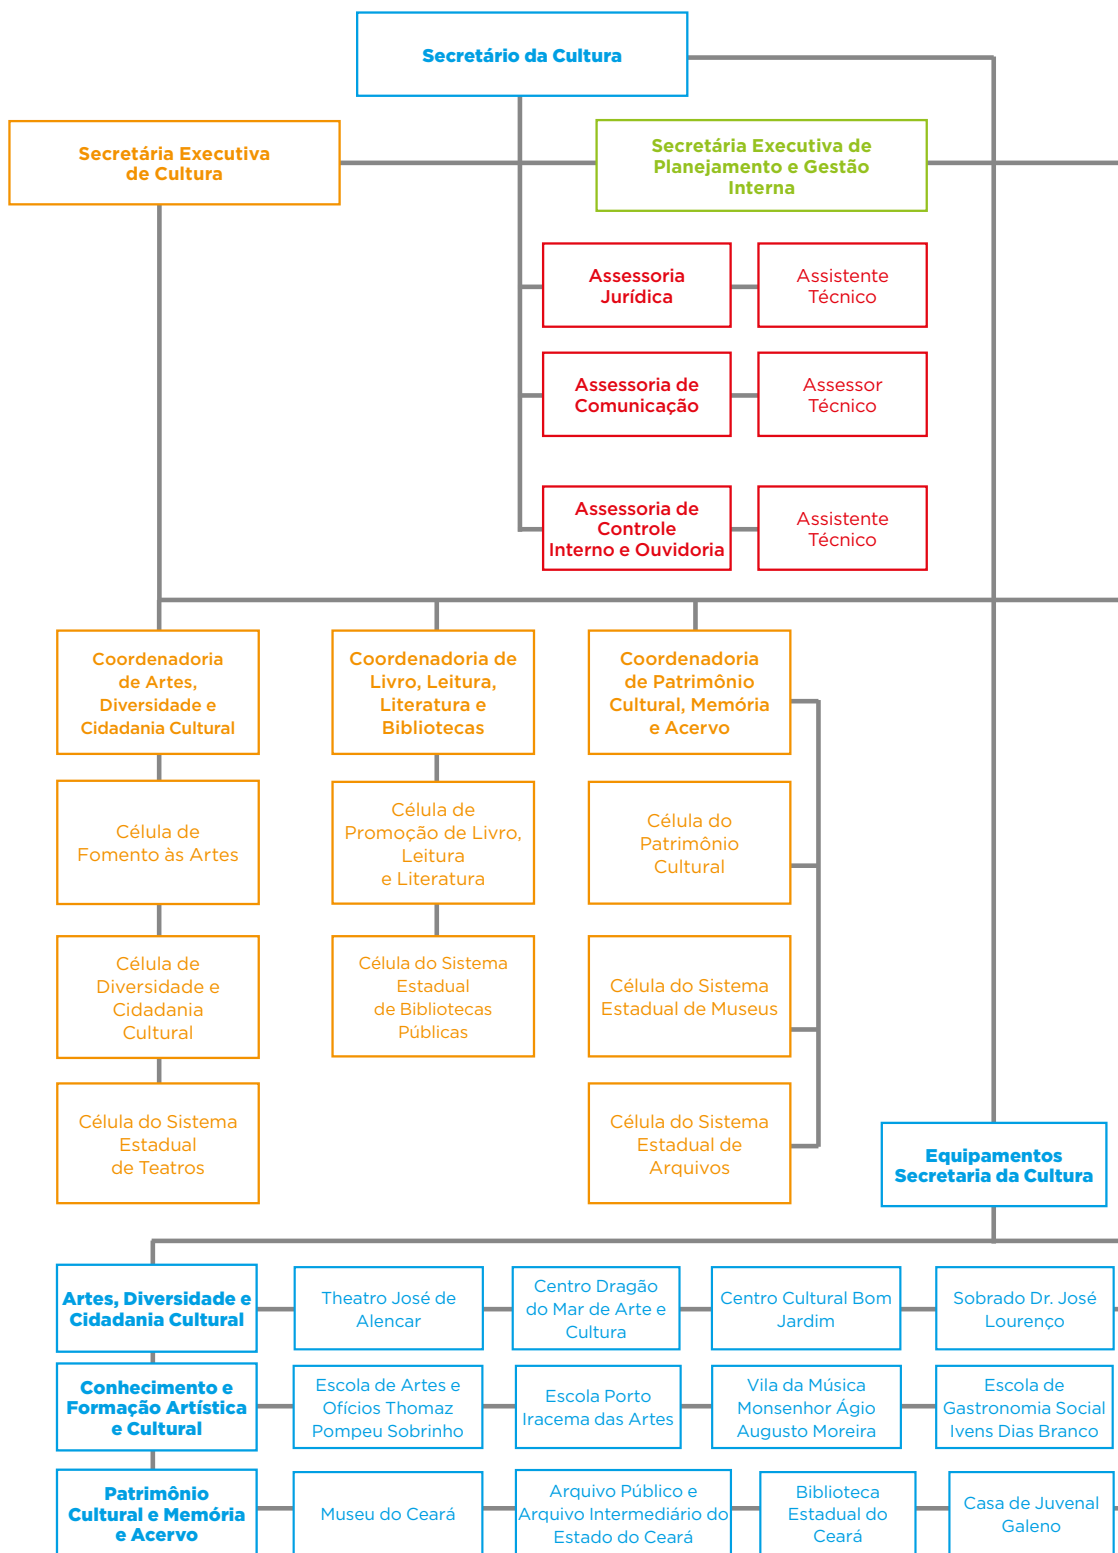 Secretário da Cultura
Secretária Executiva
de Cultura
Secretária Executiva de
Planejamento e Gestão
Interna
Assessoria
Jurídica
Assistente
Técnico
Assessoria de
Comunicação
Assessor
Técnico
Assessoria de
Controle
Interno e Ouvidoria
Assistente
Técnico
Coordenadoria
de Artes,
Diversidade e
Cidadania Cultural
Coordenadoria de
Livro, Leitura,
Literatura e
Bibliotecas
Coordenadoria
de Patrimônio
Cultural, Memória
e Acervo
Célula de
Fomento às Artes
Célula de
Promoção de Livro,
Leitura
e Literatura
Célula do
Patrimônio
Cultural
Célula de
Diversidade e
Cidadania
Cultural
Célula do Sistema
Estadual
de Bibliotecas
Públicas
Célula do Sistema
Estadual de Museus
Célula do Sistema
Estadual
de Teatros
Célula do Sistema
Estadual de
Arquivos
Equipamentos
Secretaria da Cultura
Artes, Diversidade e
Cidadania Cultural
Theatro José de
Alencar
Centro Dragão
do Mar de Arte e
Cultura
Centro Cultural Bom
Jardim
Sobrado Dr. José
Lourenço
Conhecimento e
Formação Artística
e Cultural
Escola de Artes e
Ofícios Thomaz
Pompeu Sobrinho
Escola Porto
Iracema das Artes
Vila da Música
Monsenhor Ágio
Augusto Moreira
Escola de
Gastronomia Social
Ivens Dias Branco
Patrimônio
Cultural e Memória
e Acervo
Museu do Ceará
Arquivo Público e
Arquivo Intermediário do
Estado do Ceará
Biblioteca
Estadual do
Ceará
Casa de Juvenal
Galeno